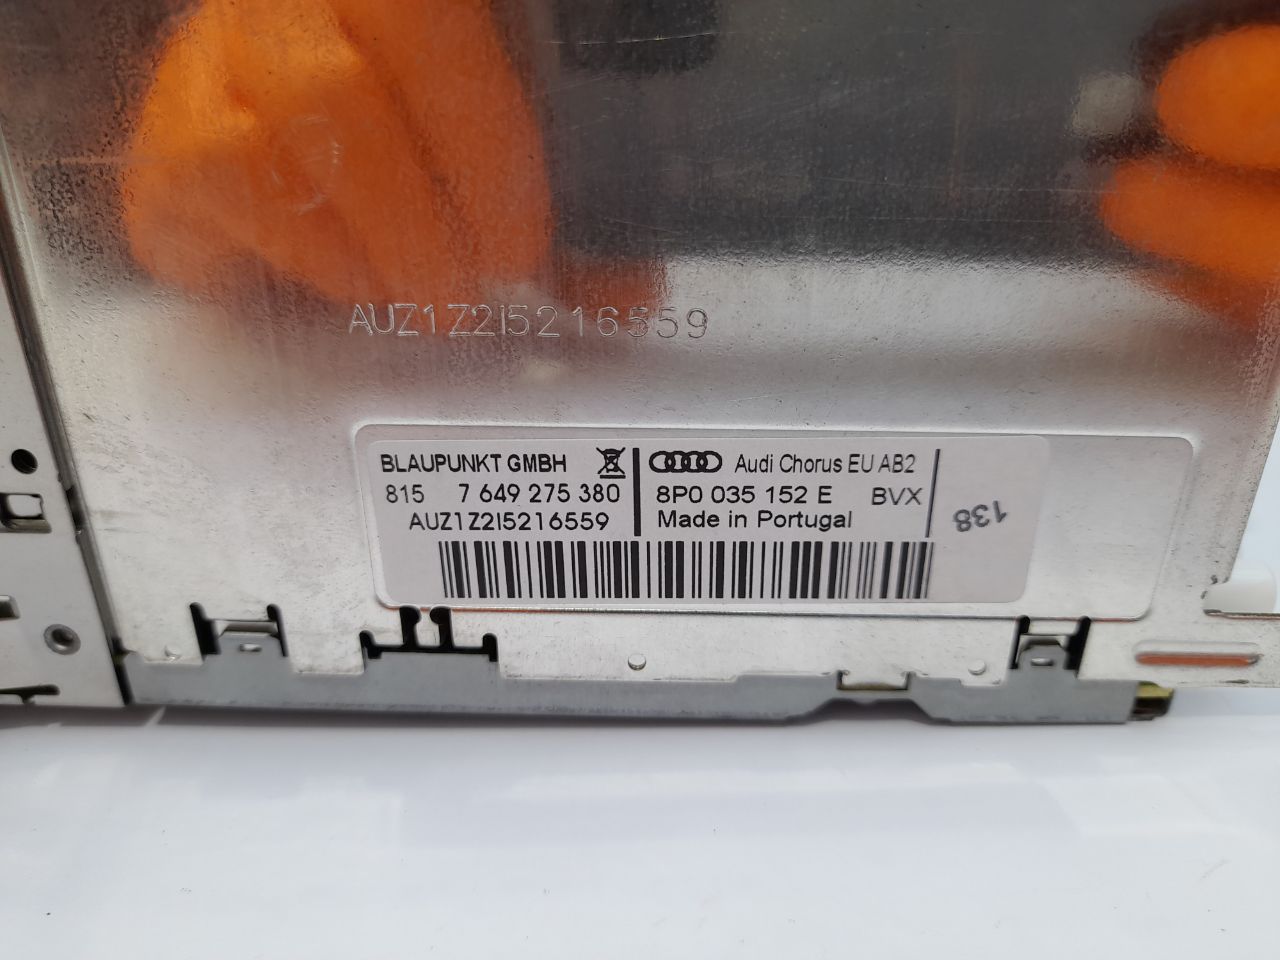 AUZ1Z2I5216559
BLAUPUNKT GMBH
815 7 649 275 380
AUZ1Z2I5216559
Audi Chorus EU AB2
8P0 035 152 E BVX
Made in Portugal
138